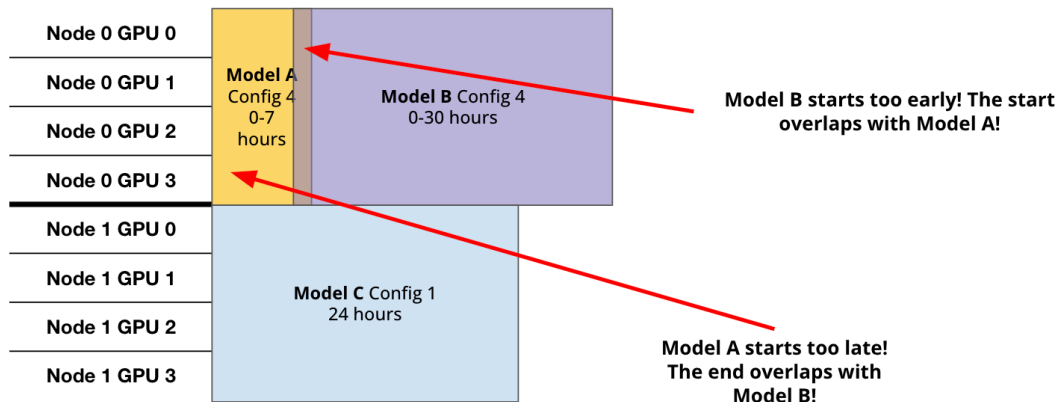 Node 0 GPU 0
Node 0 GPU 1
Node 0 GPU 2
Node 0 GPU 3
Node 1 GPU 0
Node 1 GPU 1
Node 1 GPU 2
Node 1 GPU 3
Model A
Config 4
0-7
hours
Model B Config 4
0-30 hours
Model C Config 1
24 hours
Model B starts too early! The start
overlaps with Model A!
Model A starts too late!
The end overlaps with
Model B!